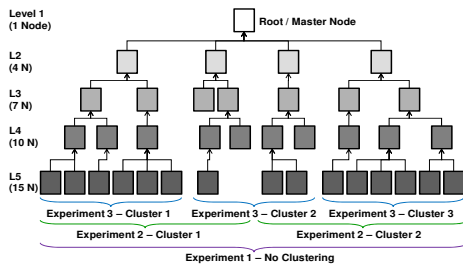 Level 1
(1 Node)
Root / Master Node
L2
(4 N)
L3
(7 N)
L4
(10 N)
L5
(15 N)
Experiment 3 – Cluster 1
Experiment 3 – Cluster 2
Experiment 3 – Cluster 3
Experiment 2 – Cluster 1
Experiment 2 – Cluster 2
Experiment 1 – No Clustering